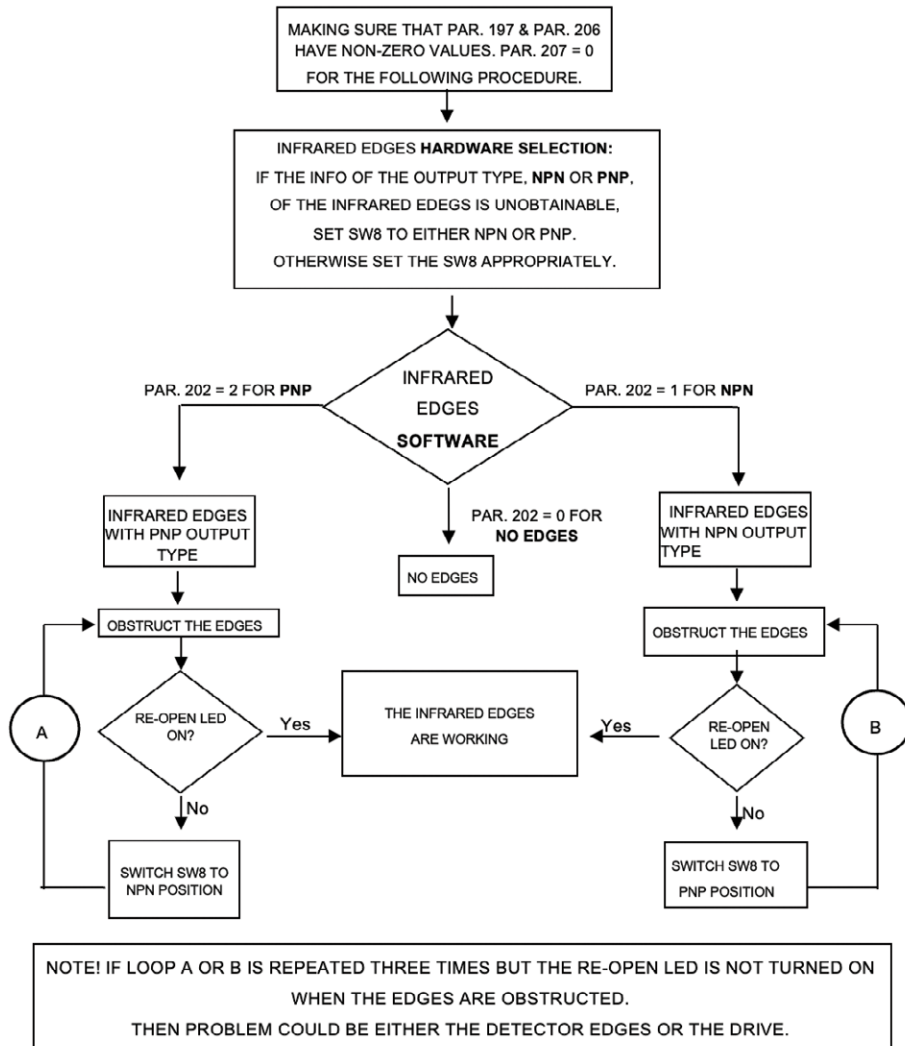 MAKING SURE THAT PAR. 197 & PAR. 206
HAVE NON-ZERO VALUES. PAR. 207 = 0
FOR THE FOLLOWING PROCEDURE.
INFRARED EDGES HARDWARE SELECTION:
IF THE INFO OF THE OUTPUT TYPE, NPN OR PNP,
OF THE INFRARED EDEGS IS UNOBTAINABLE,
SET SW8 TO EITHER NPN OR PNP.
OTHERWISE SET THE SW8 APPROPRIATELY.
INFRARED
EDGES
SOFTWARE
PAR. 202 = 2 FOR PNP
PAR. 202 = 1 FOR NPN
PAR. 202 = 0 FOR
NO EDGES
INFRARED EDGES
WITH PNP OUTPUT
TYPE
NO EDGES
INFRARED EDGES
WITH NPN OUTPUT
TYPE
OBSTRUCT THE EDGES
OBSTRUCT THE EDGES
A
RE-OPEN LED
ON?
Yes
No
THE INFRARED EDGES
ARE WORKING
Yes
RE-OPEN
LED ON?
No
B
SWITCH SW8 TO
NPN POSITION
SWITCH SW8 TO
PNP POSITION
NOTE! IF LOOP A OR B IS REPEATED THREE TIMES BUT THE RE-OPEN LED IS NOT TURNED ON
WHEN THE EDGES ARE OBSTRUCTED.
THEN PROBLEM COULD BE EITHER THE DETECTOR EDGES OR THE DRIVE.